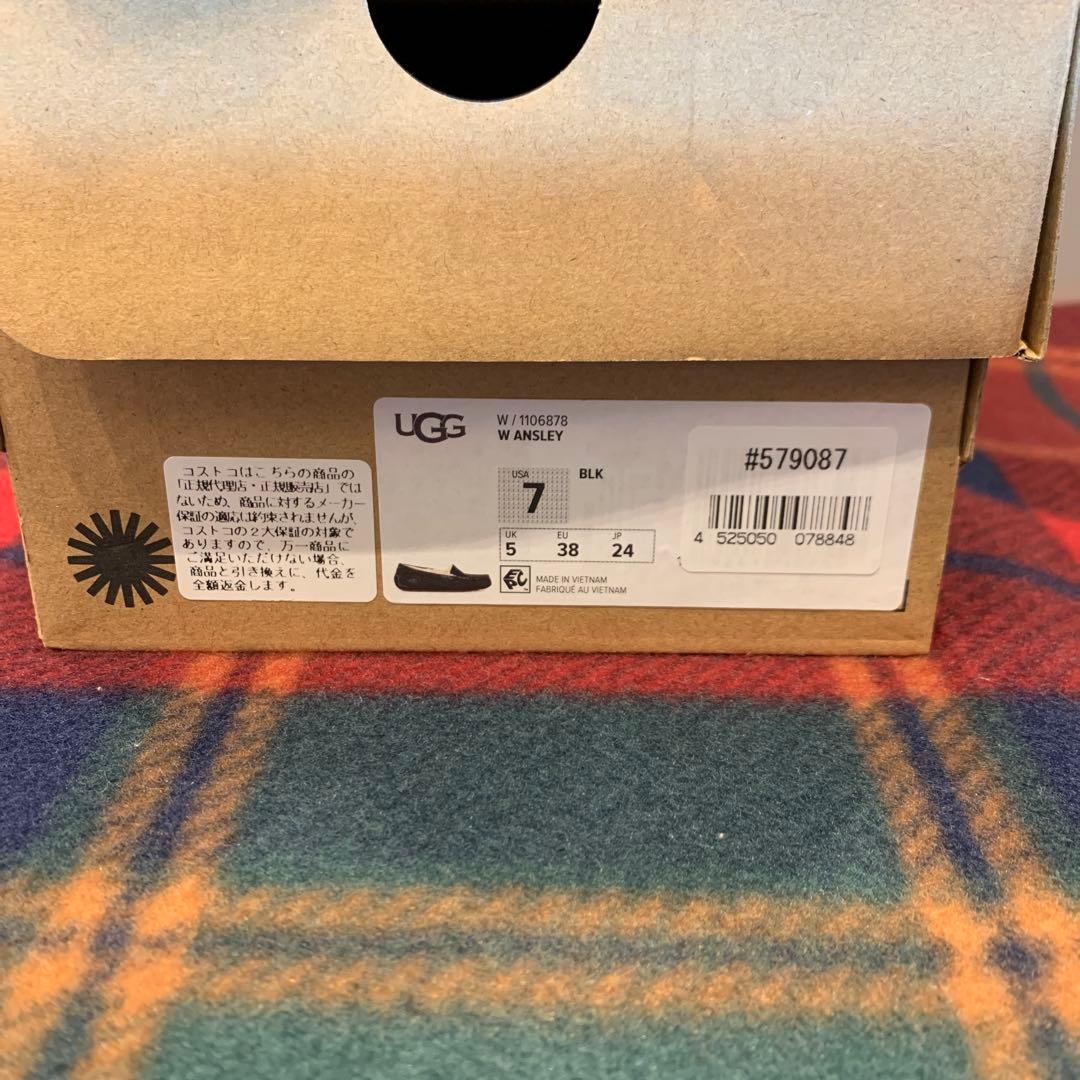 コストコはこちらの商品の
「正規代理店・正規販売店」では
ないため、商品に対するメーカー
保証の適応は約束されませんが、
コストコの2大保証の対象で
ありますので、万一商品に
ご満足いただけない場合、
商品と引き換えに、代金を
全額返金します。
UGG
W / 1106878
W ANSLEY
USA
7
BLK
UK EU JP
5 38 24
MADE IN VIETNAM
FABRIQUÉ AU VIETNAM
#579087
4 525050 078848